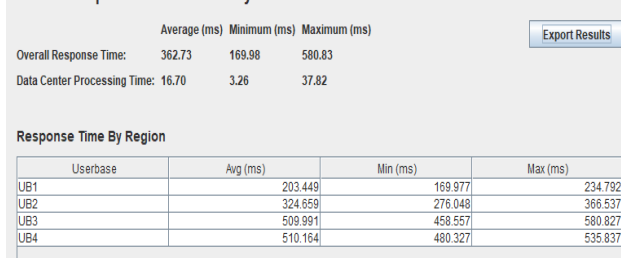 Average (ms) Minimum (ms) Maximum (ms)
Export Results
Overall Response Time: 362.73 169.98 580.83
Data Center Processing Time: 16.70 3.26 37.82
Response Time By Region
Userbase Avg (ms) Min (ms) Max (ms)
UB1 203.449 169.977 234.792
UB2 324.659 276.048 366.537
UB3 509.991 458.557 580.827
UB4 510.164 480.327 535.837